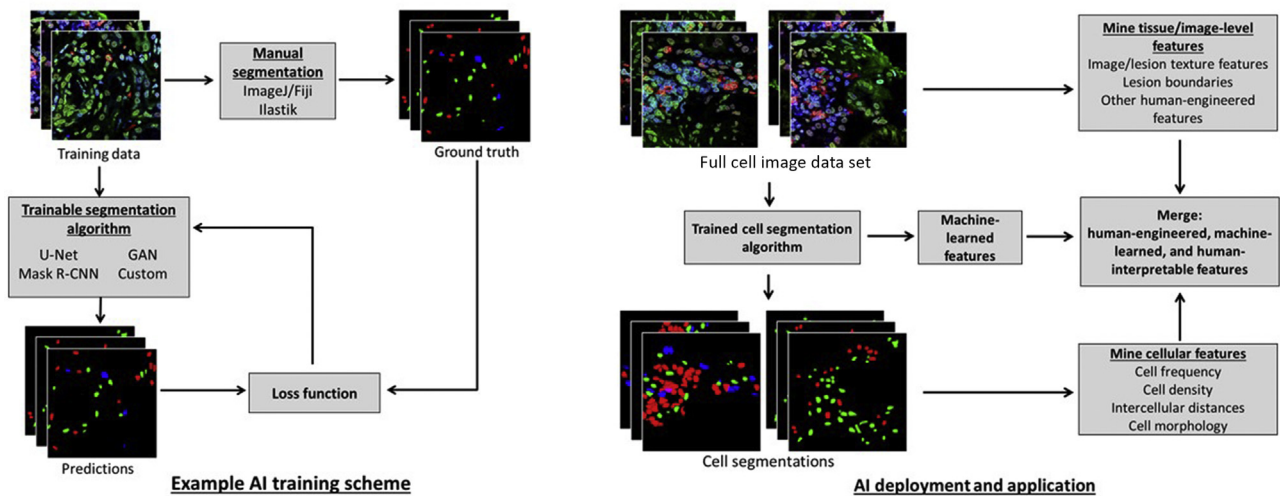 Manual
segmentation
ImageJ/Fiji
Ilastik
Training data
Ground truth
Trainable segmentation
algorithm
U-Net GAN
Mask R-CNN Custom
Loss function
Predictions
Example AI training scheme
Mine tissue/image-level
features
Image/lesion texture features
Lesion boundaries
Other human-engineered
features
Full cell image data set
Trained cell segmentation
algorithm
Machine-
learned
features
Merge:
human-engineered, machine-
learned, and human-
interpretable features
Mine cellular features
Cell frequency
Cell density
Intercellular distances
Cell morphology
Cell segmentations
AI deployment and application